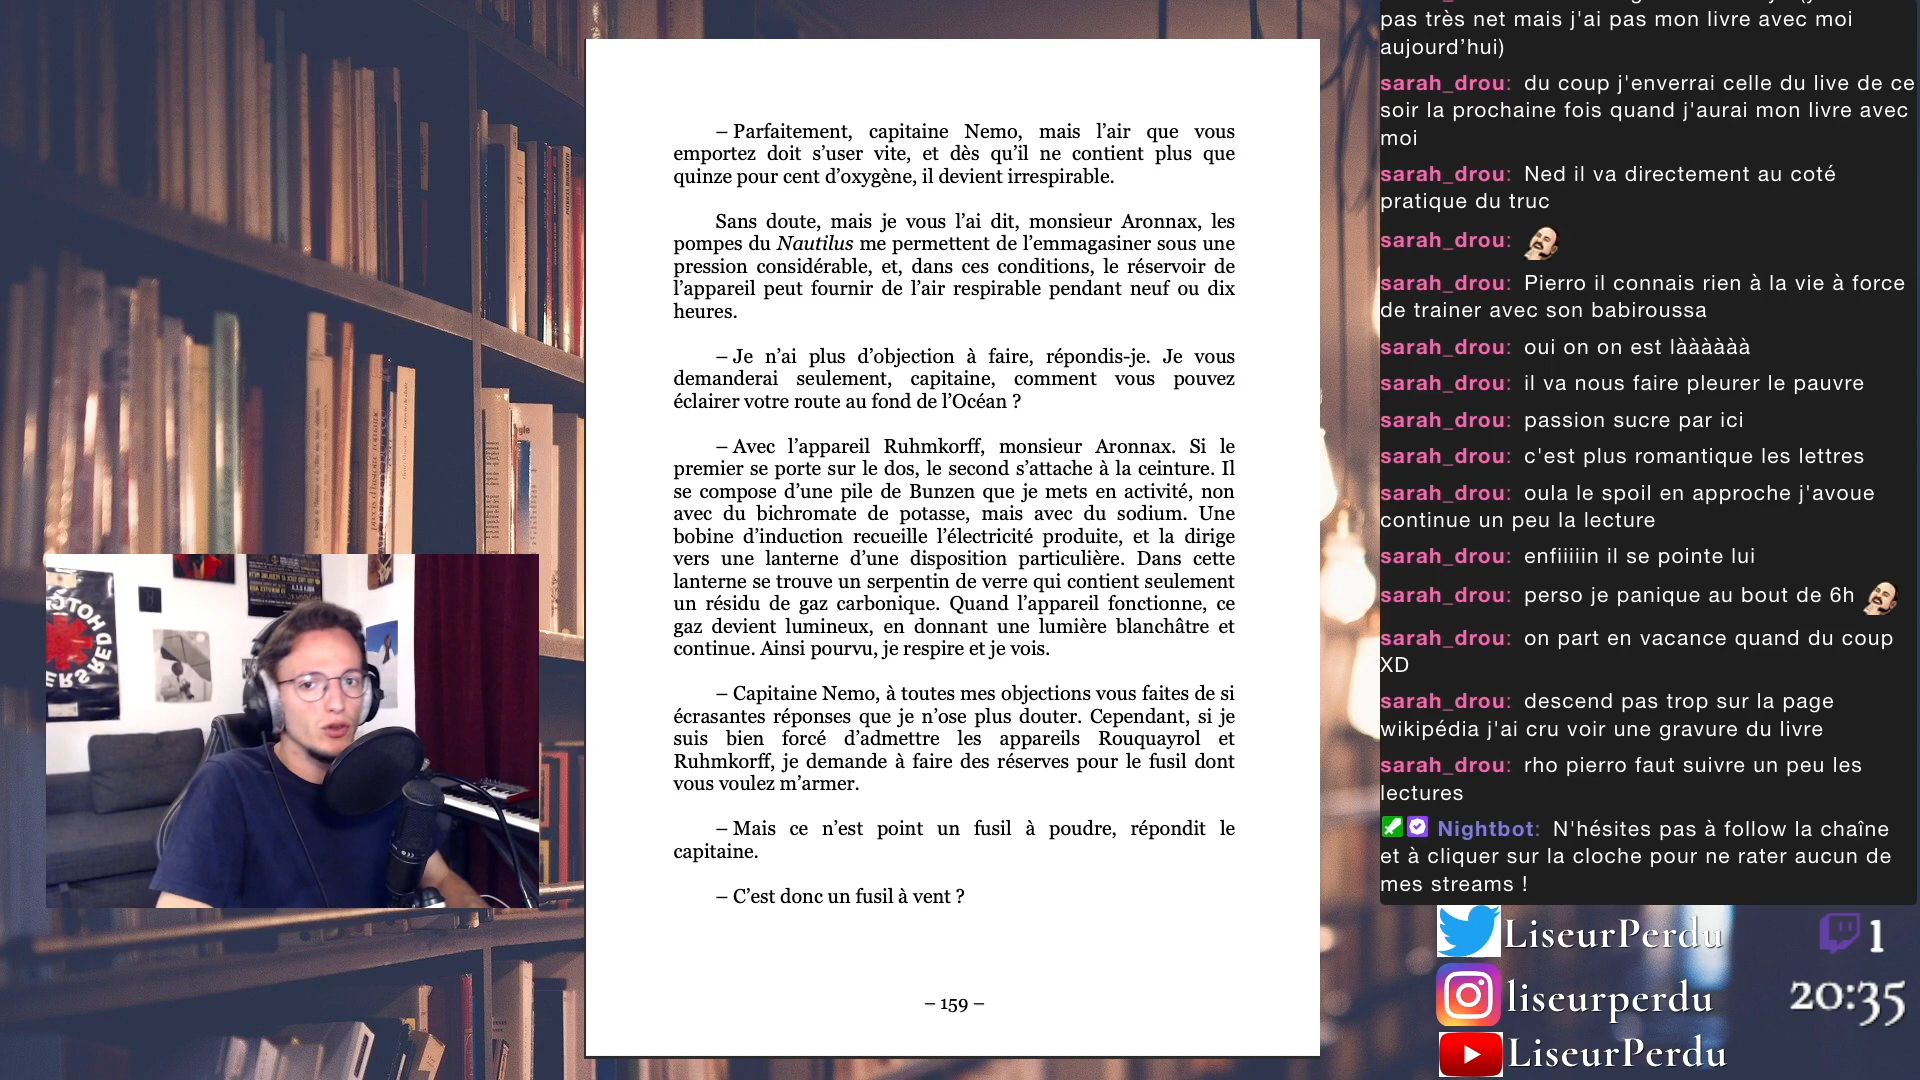 – Parfaitement, capitaine Nemo, mais l’air que vous
emportez doit s’user vite, et dès qu’il ne contient plus que
quinze pour cent d’oxygène, il devient irrespirable.
Sans doute, mais je vous l’ai dit, monsieur Aronnax, les
pompes du Nautilus me permettent de l’emmagasiner sous une
pression considérable, et, dans ces conditions, le réservoir de
l’appareil peut fournir de l’air respirable pendant neuf ou dix
heures.
– Je n’ai plus d’objection à faire, répondis-je. Je vous
demanderai seulement, capitaine, comment vous pouvez
éclairer votre route au fond de l’Océan ?
– Avec l’appareil Ruhmkorff, monsieur Aronnax. Si le
premier se porte sur le dos, le second s’attache à la ceinture. Il
se compose d’une pile de Bunzen que je mets en activité, non
avec du bichromate de potasse, mais avec du sodium. Une
bobine d’induction recueille l’électricité produite, et la dirige
vers une lanterne d’une disposition particulière. Dans cette
lanterne se trouve un serpentin de verre qui contient seulement
un résidu de gaz carbonique. Quand l’appareil fonctionne, ce
gaz devient lumineux, en donnant une lumière blanchâtre et
continue. Ainsi pourvu, je respire et je vois.
– Capitaine Nemo, à toutes mes objections vous faites de si
écrasantes réponses que je n’ose plus douter. Cependant, si je
suis bien forcé d’admettre les appareils Rouquayrol et
Ruhmkorff, je demande à faire des réserves pour le fusil dont
vous voulez m’armer.
– Mais ce n’est point un fusil à poudre, répondit le
capitaine.
– C’est donc un fusil à vent ?
– 159 –
pas très net mais j'ai pas mon livre avec moi
aujourd’hui)
sarah_drou: du coup j'enverrai celle du live de ce
soir la prochaine fois quand j'aurai mon livre avec
moi
sarah_drou: Ned il va directement au coté
pratique du truc
sarah_drou:
sarah_drou: Pierro il connais rien à la vie à force
de trainer avec son babiroussa
sarah_drou: oui on on est lààààààà
sarah_drou: il va nous faire pleurer le pauvre
sarah_drou: passion sucre par ici
sarah_drou: c'est plus romantique les lettres
sarah_drou: oula le spoil en approche j'avoue
continue un peu la lecture
sarah_drou: enfiiiiin il se pointe lui
sarah_drou: perso je panique au bout de 6h
sarah_drou: on part en vacance quand du coup
XD
sarah_drou: descend pas trop sur la page
wikipédia j'ai cru voir une gravure du livre
sarah_drou: rho pierro faut suivre un peu les
lectures
Nightbot: N'hésites pas à follow la chaîne
et à cliquer sur la cloche pour ne rater aucun de
mes streams !
LiseurPerdu
liseurperdu
LiseurPerdu
1
20:35